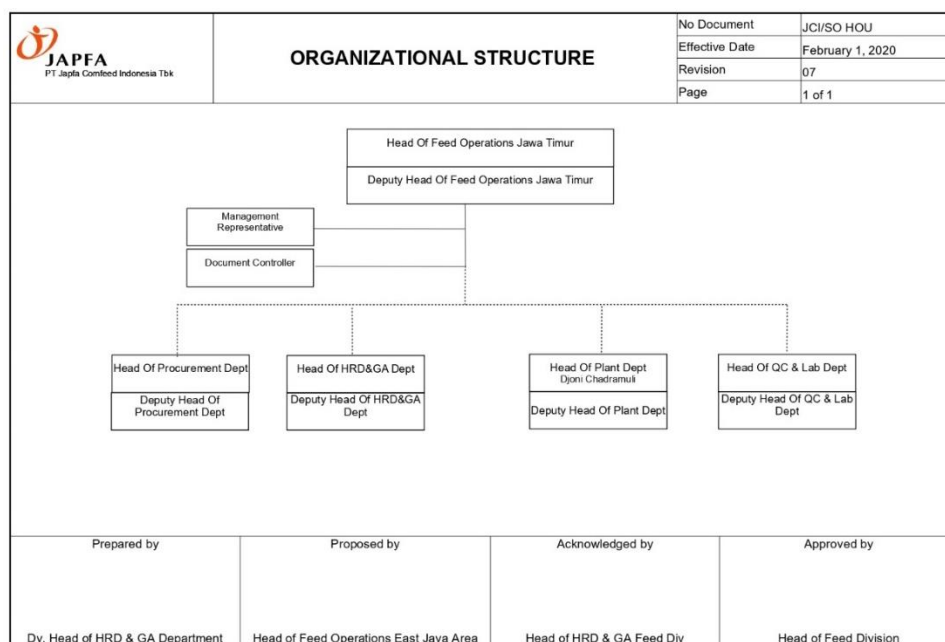 JAPFA
PT Japfa Comfeed Indonesia Tbk
ORGANIZATIONAL STRUCTURE
No Document JCI/SO HOU
Effective Date February 1, 2020
Revision 07
Page 1 of 1
Head Of Feed Operations Jawa Timur
Deputy Head Of Feed Operations Jawa Timur
Management
Representative
Document Controller
Head Of Procurement Dept
Deputy Head Of
Procurement Dept
Head Of HRD&GA Dept
Deputy Head Of HRD&GA
Dept
Head Of Plant Dept
Djoni Chadramuli
Deputy Head Of Plant Dept
Head Of QC & Lab Dept
Deputy Head Of QC & Lab
Dept
Prepared by
Proposed by
Acknowledged by
Approved by
Dy. Head of HRD & GA Department
Head of Feed Operations East Java Area
Head of HRD & GA Feed Div
Head of Feed Division